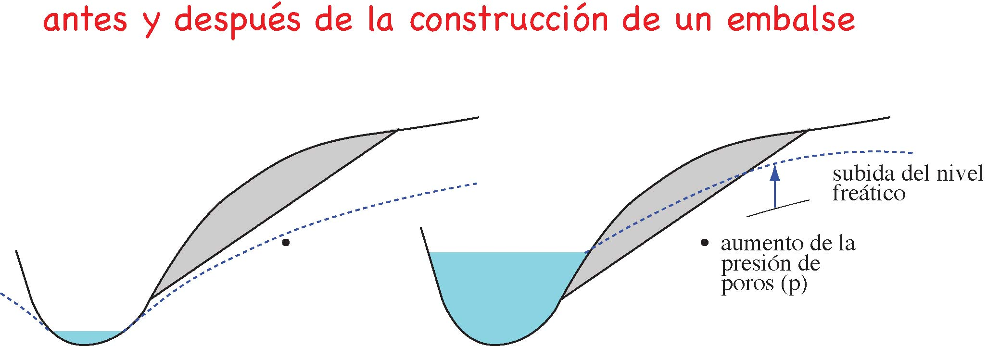 antes y después de la construcción de un embalse
subida del nivel
freático
aumento de la
presión de
poros (p)